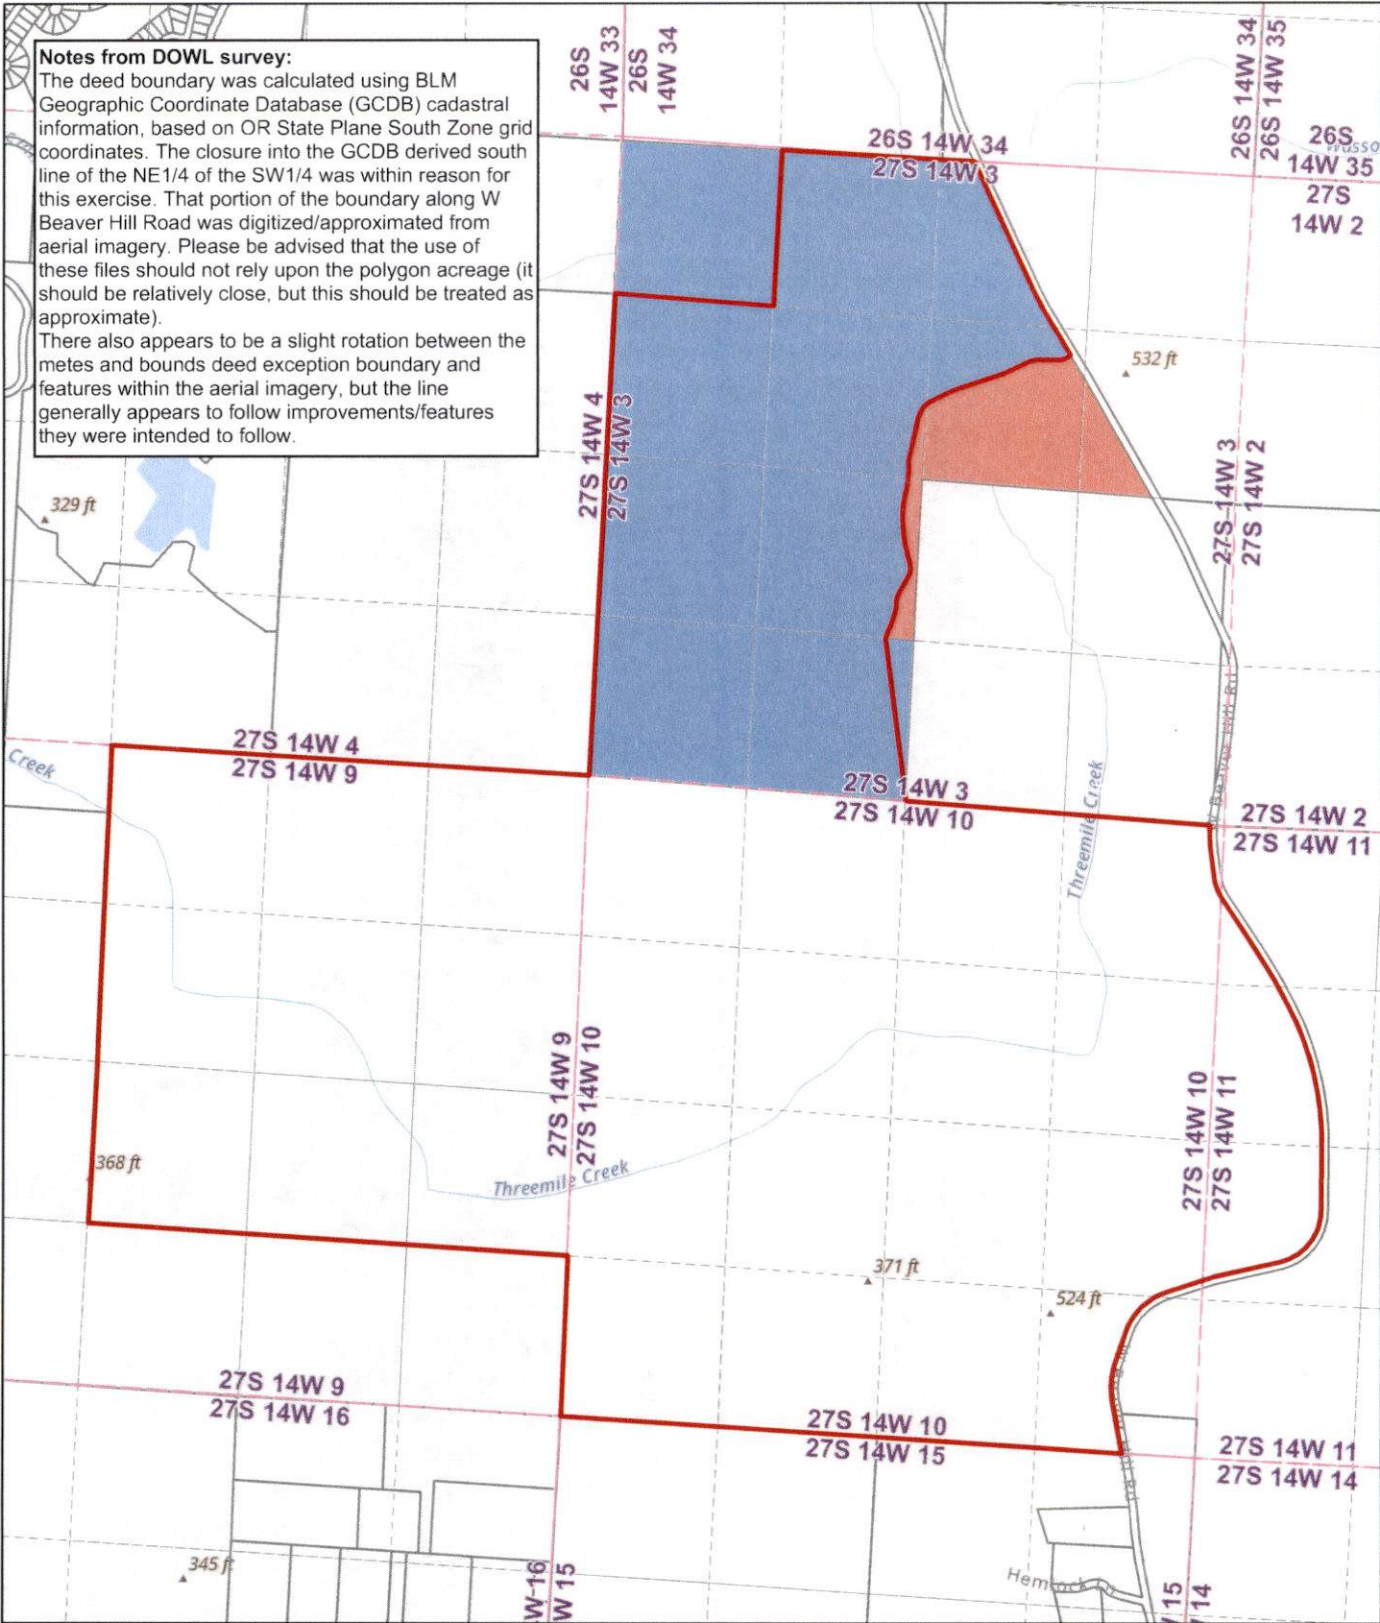 Notes from DOWL survey:
The deed boundary was calculated using BLM
Geographic Coordinate Database (GCDB) cadastral
information, based on OR State Plane South Zone grid
coordinates. The closure into the GCDB derived south
line of the NE1/4 of the SW1/4 was within reason for
this exercise. That portion of the boundary along W
Beaver Hill Road was digitized/approximated from
aerial imagery. Please be advised that the use of
these files should not rely upon the polygon acreage (it
should be relatively close, but this should be treated as
approximate).
There also appears to be a slight rotation between the
metes and bounds deed exception boundary and
features within the aerial imagery, but the line
generally appears to follow improvements/features
they were intended to follow.
26S
14W 33
26S
14W 34
26S 14W 34
26S 14W 35
26S 14W 34
27S 14W 3
26S
14W 35
27S
14W 2
532 ft
27S 14W 4
27S 14W 3
27S 14W 3
27S 14W 2
329 ft
W Beaver Hill Rd
27S 14W 4
27S 14W 9
Creek
27S 14W 3
27S 14W 10
Threemile Creek
27S 14W 2
27S 14W 11
27S 14W 9
27S 14W 10
27S 14W 10
27S 14W 11
368 ft
Threemile Creek
371 ft
524 ft
27S 14W 9
27S 14W 16
27S 14W 10
27S 14W 15
27S 14W 11
27S 14W 14
345 ft
W 16
W 15
15
14